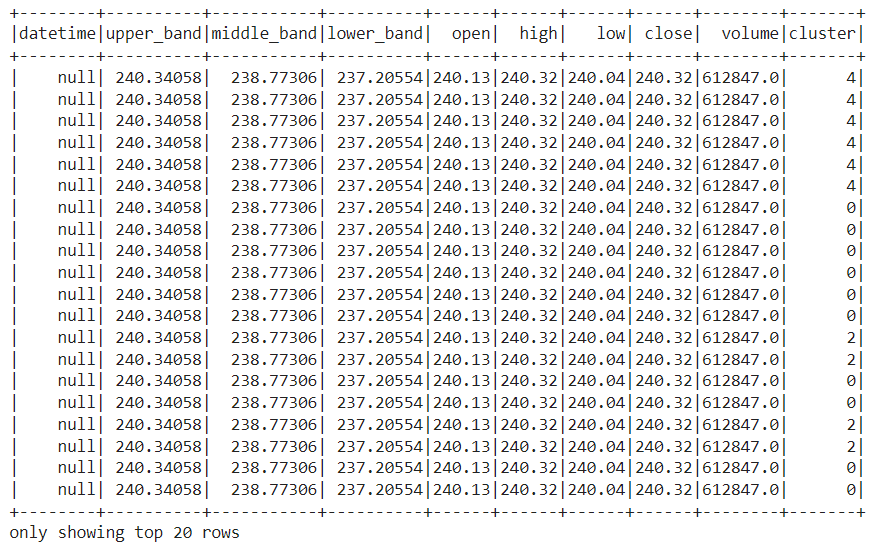 +--------+----------+-----------+----------+------+------+------+------+--------+-------+
|datetime|upper_band|middle_band|lower_band|  open|  high|   low| close|  volume|cluster|
+--------+----------+-----------+----------+------+------+------+------+--------+-------+
|    null| 240.34058|  238.77306| 237.20554|240.13|240.32|240.04|240.32|612847.0|      4|
|    null| 240.34058|  238.77306| 237.20554|240.13|240.32|240.04|240.32|612847.0|      4|
|    null| 240.34058|  238.77306| 237.20554|240.13|240.32|240.04|240.32|612847.0|      4|
|    null| 240.34058|  238.77306| 237.20554|240.13|240.32|240.04|240.32|612847.0|      4|
|    null| 240.34058|  238.77306| 237.20554|240.13|240.32|240.04|240.32|612847.0|      4|
|    null| 240.34058|  238.77306| 237.20554|240.13|240.32|240.04|240.32|612847.0|      4|
|    null| 240.34058|  238.77306| 237.20554|240.13|240.32|240.04|240.32|612847.0|      0|
|    null| 240.34058|  238.77306| 237.20554|240.13|240.32|240.04|240.32|612847.0|      0|
|    null| 240.34058|  238.77306| 237.20554|240.13|240.32|240.04|240.32|612847.0|      0|
|    null| 240.34058|  238.77306| 237.20554|240.13|240.32|240.04|240.32|612847.0|      0|
|    null| 240.34058|  238.77306| 237.20554|240.13|240.32|240.04|240.32|612847.0|      0|
|    null| 240.34058|  238.77306| 237.20554|240.13|240.32|240.04|240.32|612847.0|      0|
|    null| 240.34058|  238.77306| 237.20554|240.13|240.32|240.04|240.32|612847.0|      2|
|    null| 240.34058|  238.77306| 237.20554|240.13|240.32|240.04|240.32|612847.0|      2|
|    null| 240.34058|  238.77306| 237.20554|240.13|240.32|240.04|240.32|612847.0|      0|
|    null| 240.34058|  238.77306| 237.20554|240.13|240.32|240.04|240.32|612847.0|      0|
|    null| 240.34058|  238.77306| 237.20554|240.13|240.32|240.04|240.32|612847.0|      2|
|    null| 240.34058|  238.77306| 237.20554|240.13|240.32|240.04|240.32|612847.0|      2|
|    null| 240.34058|  238.77306| 237.20554|240.13|240.32|240.04|240.32|612847.0|      0|
|    null| 240.34058|  238.77306| 237.20554|240.13|240.32|240.04|240.32|612847.0|      0|
+--------+----------+-----------+----------+------+------+------+------+--------+-------+
only showing top 20 rows